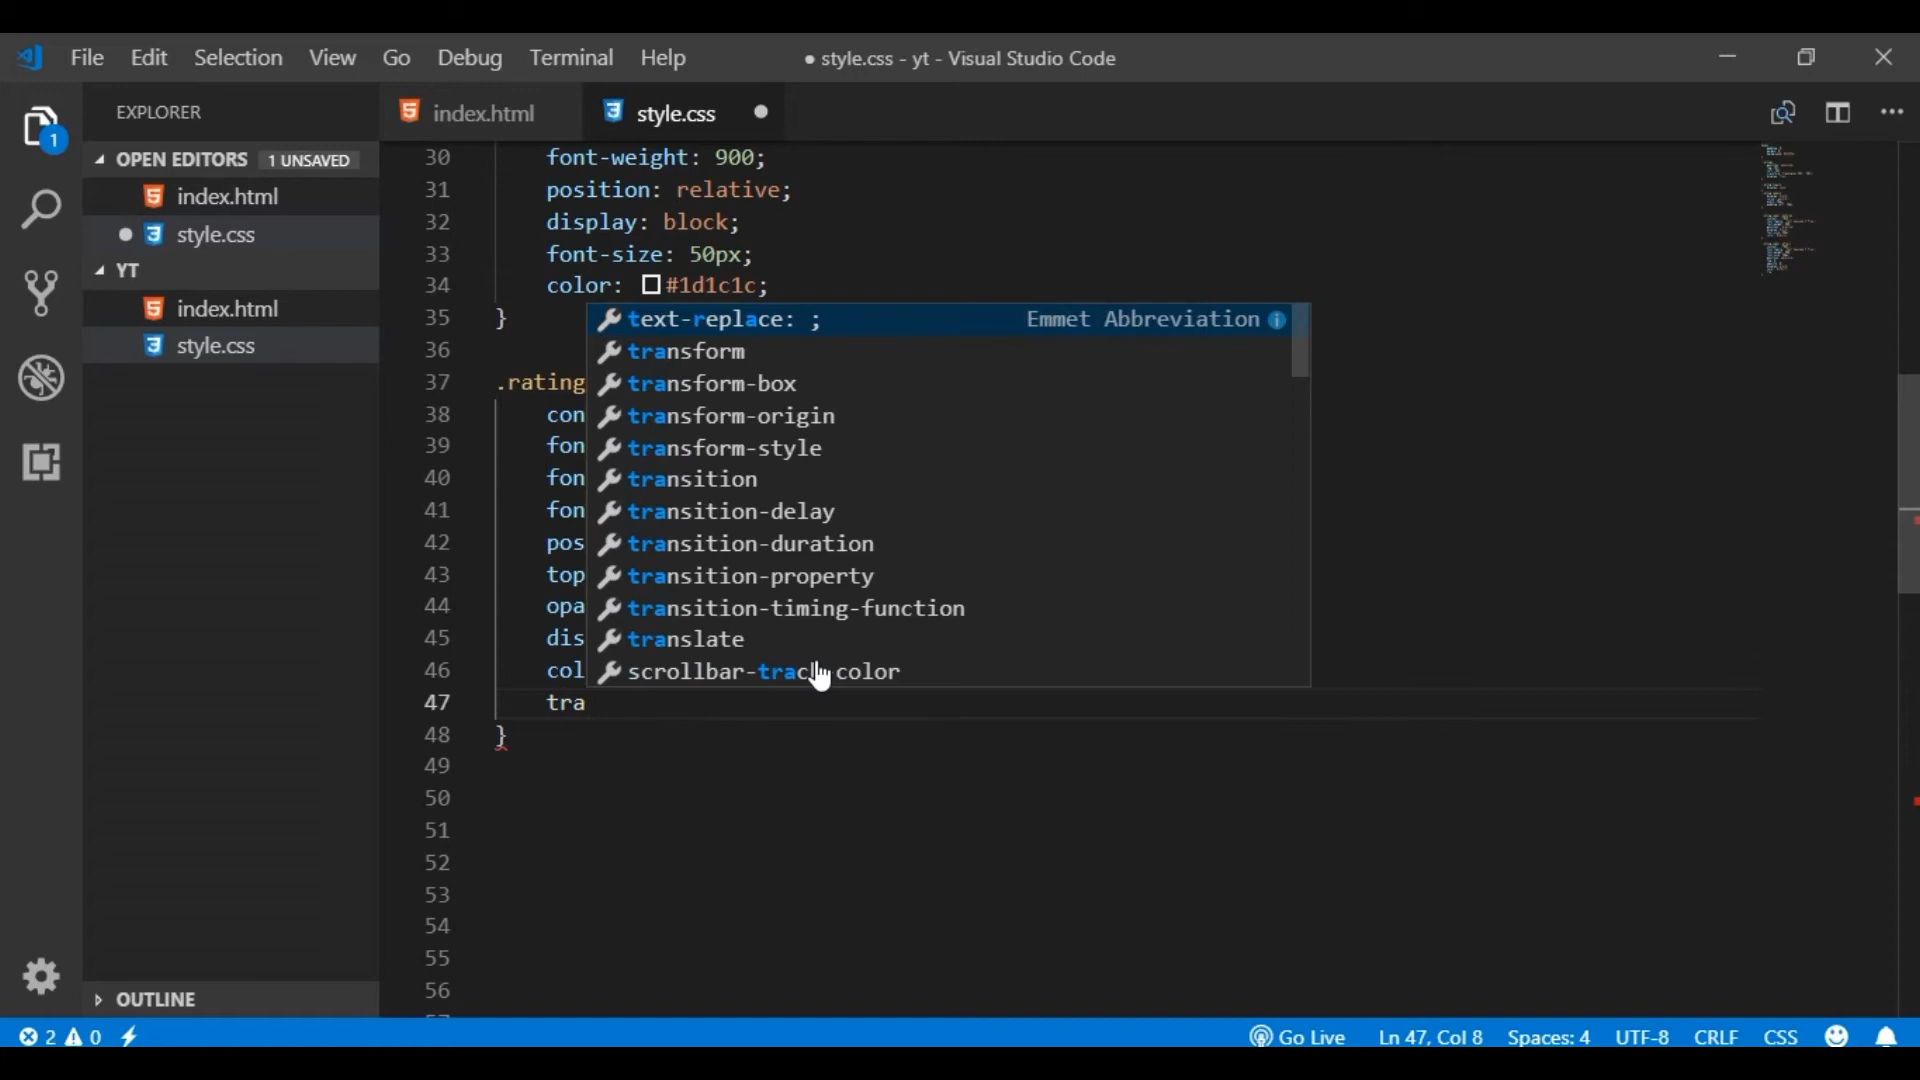 File Edit Selection View Go Debug Terminal Help ● style.css - yt - Visual Studio Code
EXPLORER
OPEN EDITORS 1 UNSAVED
index.html
style.css
YT
index.html
style.css
OUTLINE
1
index.html style.css
30 font-weight: 900;
31 position: relative;
32 display: block;
33 font-size: 50px;
34 color: #1d1c1c;
35 }
36
37 .rating
38 con
39 fon
40 fon
41 fon
42 pos
43 top
44 opa
45 dis
46 col
47 tra
48 }
49
50
51
52
53
54
55
56
text-replace: ; Emmet Abbreviation
transform
transform-box
transform-origin
transform-style
transition
transition-delay
transition-duration
transition-property
transition-timing-function
translate
scrollbar-trac color
2 0 Go Live Ln 47, Col 8 Spaces: 4 UTF-8 CRLF CSS